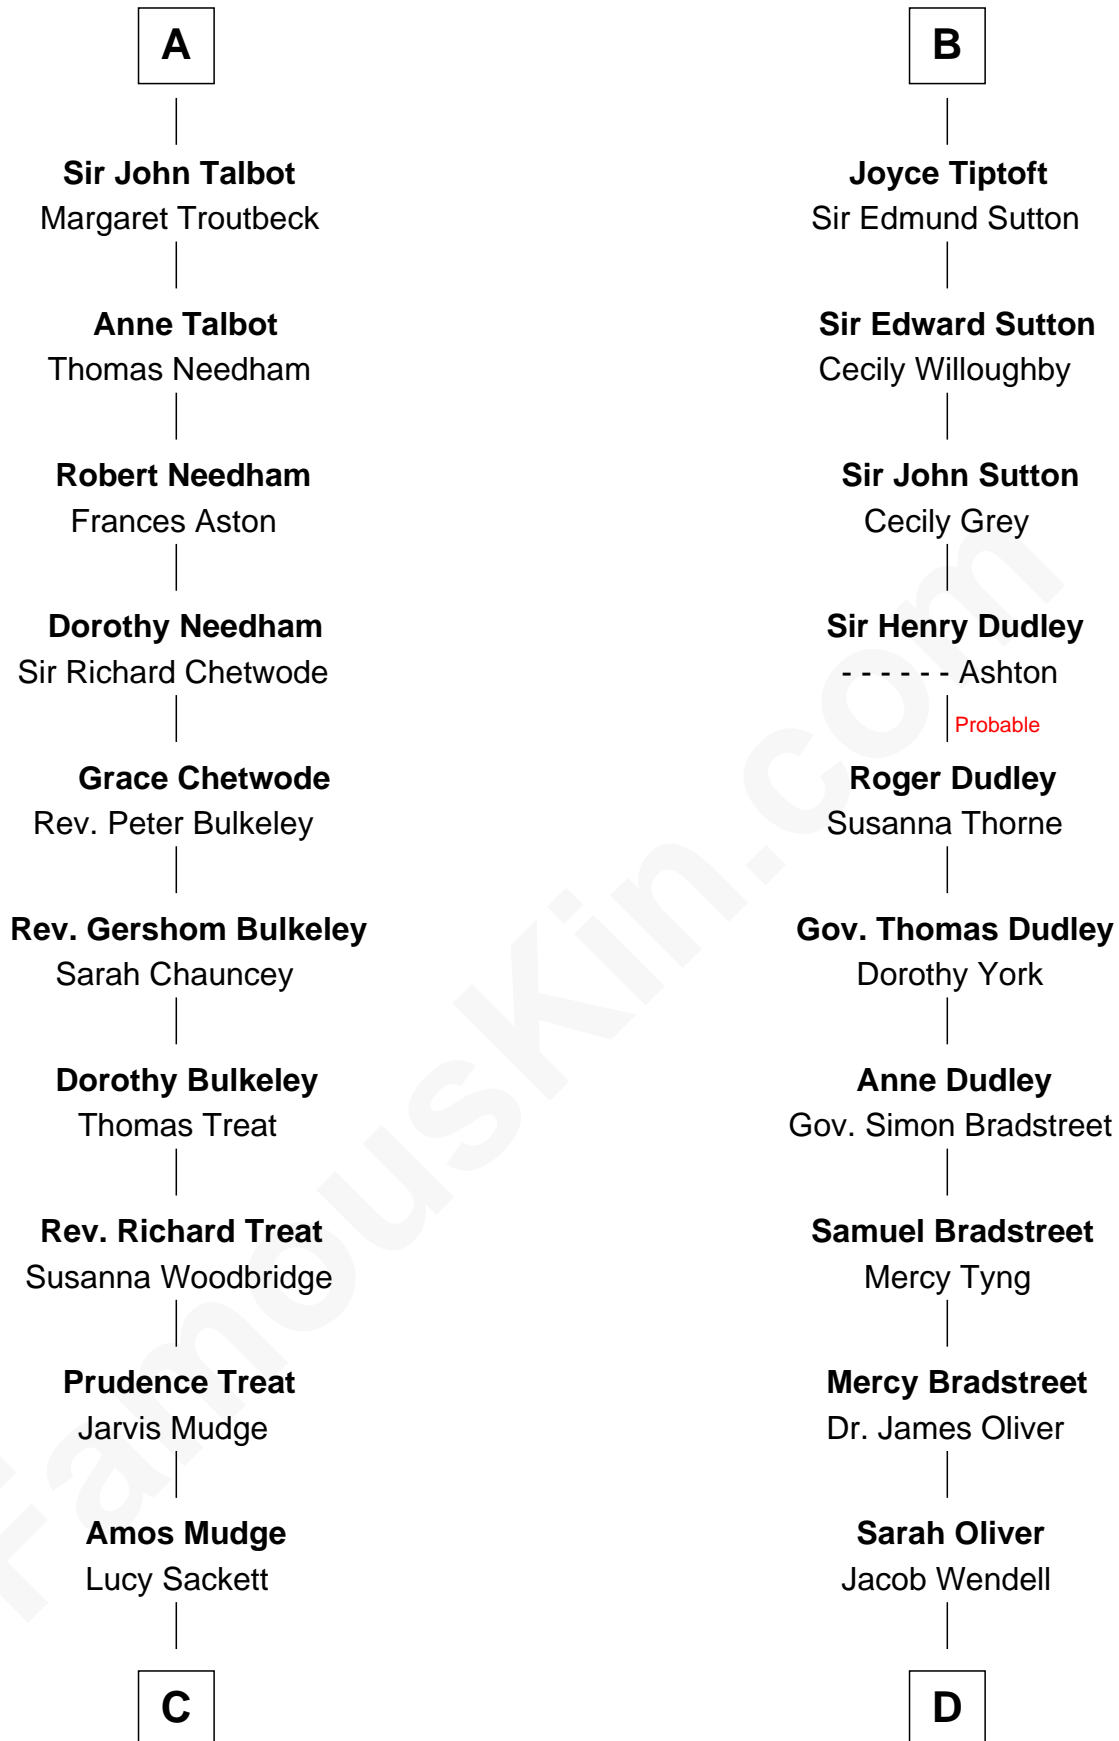 A
Sir John Talbot
Margaret Troutbeck
Anne Talbot
Thomas Needham
Robert Needham
Frances Aston
Dorothy Needham
Sir Richard Chetwode
Grace Chetwode
Rev. Peter Bulkeley
Rev. Gershom Bulkeley
Sarah Chauncey
Dorothy Bulkeley
Thomas Treat
Rev. Richard Treat
Susanna Woodbridge
Prudence Treat
Jarvis Mudge
Amos Mudge
Lucy Sackett
C
B
Joyce Tiptoft
Sir Edmund Sutton
Sir Edward Sutton
Cecily Willoughby
Sir John Sutton
Cecily Grey
Sir Henry Dudley
- - - - - - Ashton
Probable
Roger Dudley
Susanna Thorne
Gov. Thomas Dudley
Dorothy York
Anne Dudley
Gov. Simon Bradstreet
Samuel Bradstreet
Mercy Tyng
Mercy Bradstreet
Dr. James Oliver
Sarah Oliver
Jacob Wendell
D
FamousKin.com